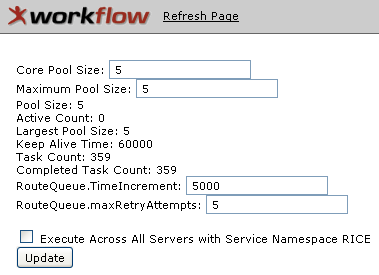 workflow Refresh Page
Core Pool Size: 5
Maximum Pool Size: 5
Pool Size: 5
Active Count: 0
Largest Pool Size: 5
Keep Alive Time: 60000
Task Count: 359
Completed Task Count: 359
RouteQueue.TimeIncrement: 5000
RouteQueue.maxRetryAttempts: 5
Execute Across All Servers with Service Namespace RICE
Update